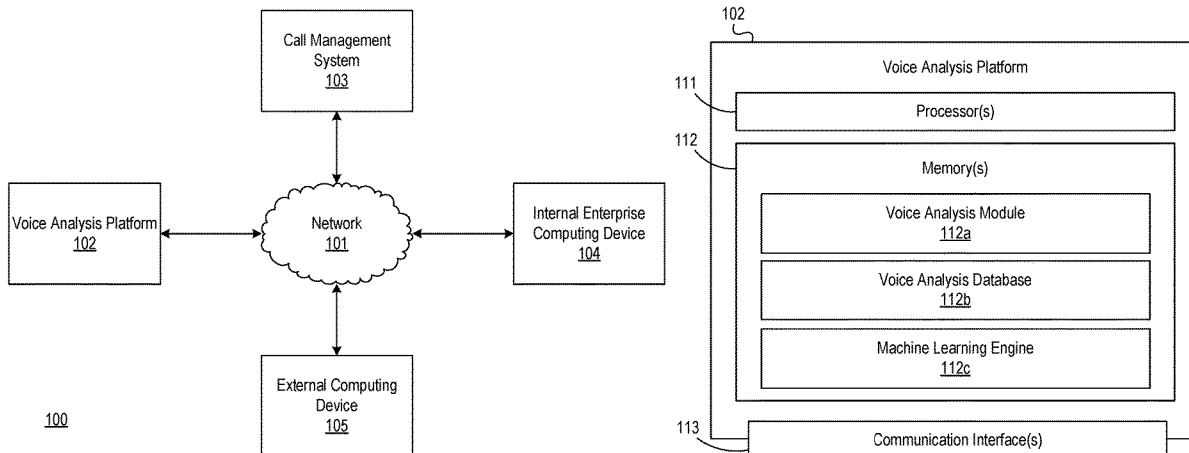 Call Management
System
103
Voice Analysis Platform
102
Network
101
Internal Enterprise
Computing Device
104
External Computing
Device
105
100
102
Voice Analysis Platform
111
Processor(s)
112
Memory(s)
Voice Analysis Module
112a
Voice Analysis Database
112b
Machine Learning Engine
112c
113
Communication Interface(s)